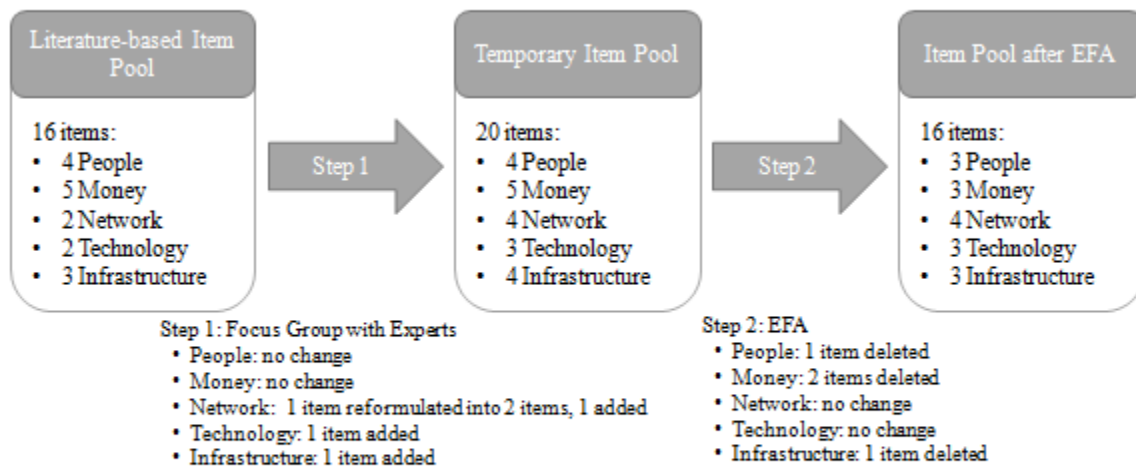 Literature-based Item
Pool
16 items:
• 4 People
• 5 Money
• 2 Network
• 2 Technology
• 3 Infrastructure
Step 1
Temporary Item Pool
20 items:
• 4 People
• 5 Money
• 4 Network
• 3 Technology
• 4 Infrastructure
Step 2
Item Pool after EFA
16 items:
• 3 People
• 3 Money
• 4 Network
• 3 Technology
• 3 Infrastructure
Step 1: Focus Group with Experts
• People: no change
• Money: no change
• Network: 1 item reformulated into 2 items, 1 added
• Technology: 1 item added
• Infrastructure: 1 item added
Step 2: EFA
• People: 1 item deleted
• Money: 2 items deleted
• Network: no change
• Technology: no change
• Infrastructure: 1 item deleted